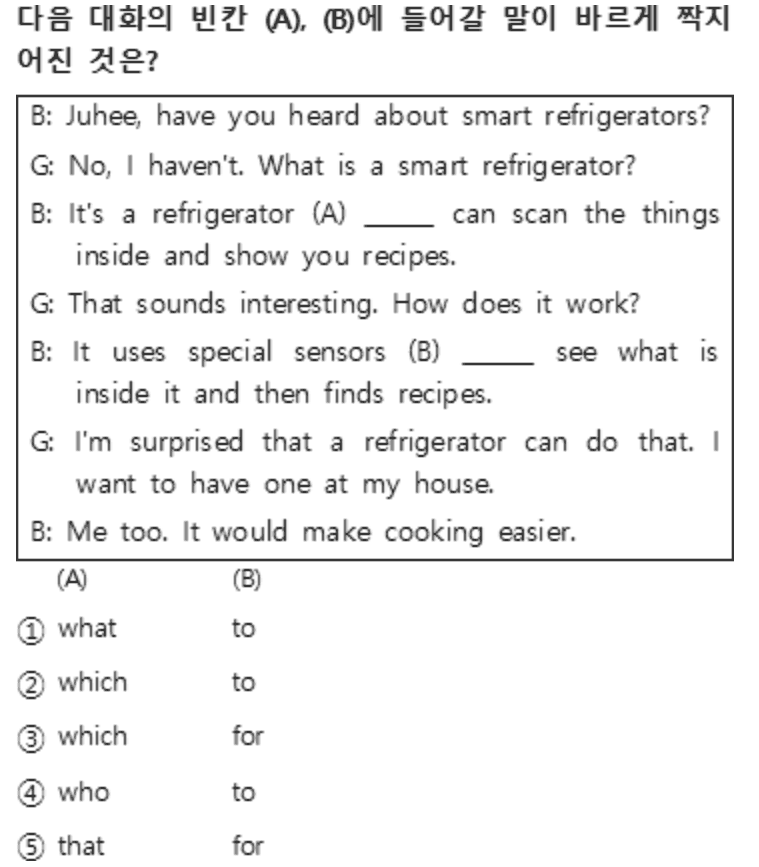 다음 대화의 빈칸 (A), (B)에 들어갈 말이 바르게 짝지
어진 것은?
B: Juhee, have you heard about smart refrigerators?
G: No, I haven't. What is a smart refrigerator?
B: It's a refrigerator (A) _____ can scan the things
inside and show you recipes.
G: That sounds interesting. How does it work?
B: It uses special sensors (B) _____ see what is
inside it and then finds recipes.
G: I'm surprised that a refrigerator can do that. I
want to have one at my house.
B: Me too. It would make cooking easier.
(A) (B)
① what to
② which to
③ which for
④ who to
⑤ that for